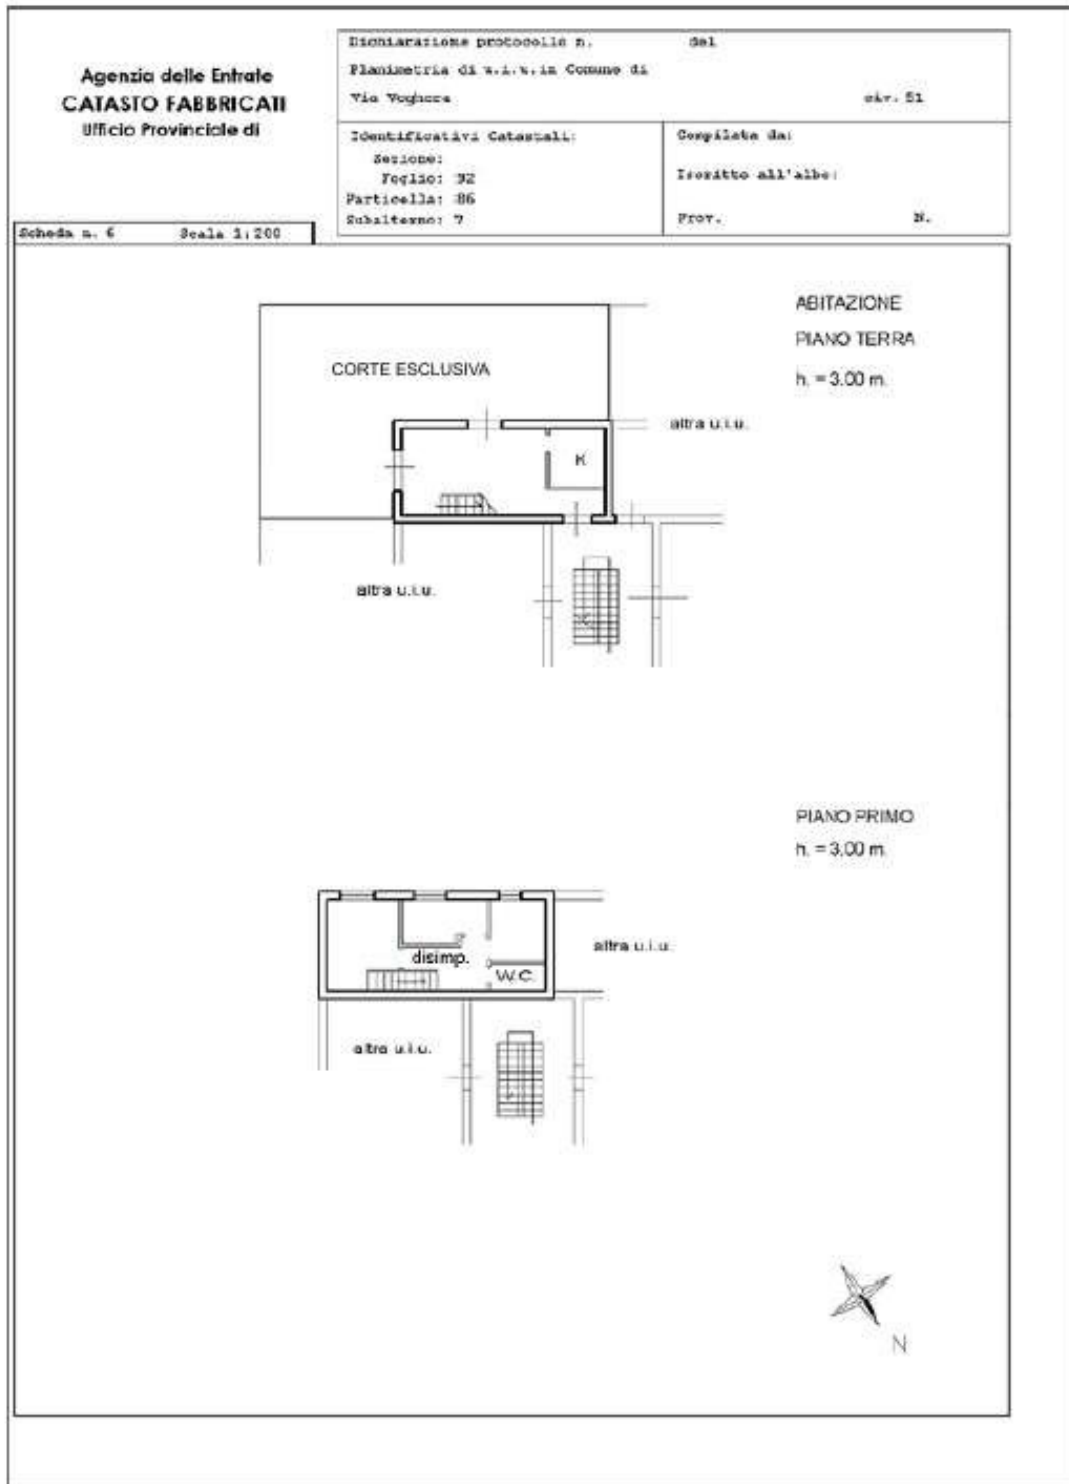 Agenzia delle Entrate
CATASTO FABBRICATI
Ufficio Provinciale di
Dichiarazione protocollo n. del
Planimetria di u.i.u. in Comune di
Via Voghera civ. 51
Identificativi Catastali:
Sezione:
Foglio: 92
Particella: 86
Subalterno: 7
Compilata da:
Iscritto all'albo:
Prov. N.
Scheda n. 6 Scala 1:200
ABITAZIONE
PIANO TERRA
h. = 3.00 m.
CORTE ESCLUSIVA
altra u.i.u.
K
altra u.i.u.
PIANO PRIMO
h. = 3,00 m.
altra u.i.u.
disimp.
W.C.
altra u.i.u.
N